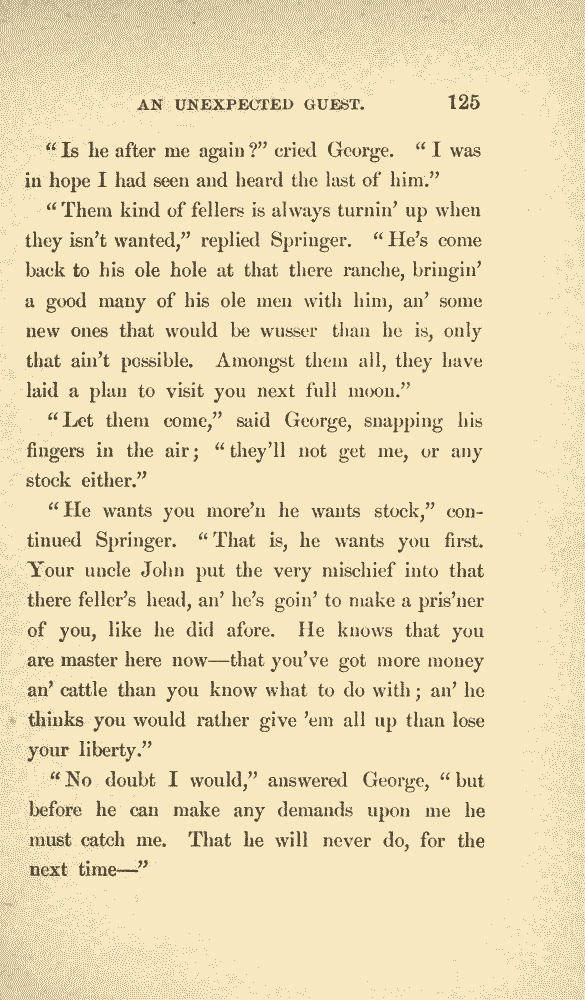 AN UNEXPECTED GUEST. 125
“Is he after me again?” cried George. “I was
in hope I had seen and heard the last of him.”
“Them kind of fellers is always turnin’ up when
they isn’t wanted,” replied Springer. “He’s come
back to his ole hole at that there ranche, bringin’
a good many of his ole men with him, an’ some
new ones that would be wusser than he is, only
that ain’t possible. Amongst them all, they have
laid a plan to visit you next full moon.”
“Let them come,” said George, snapping his
fingers in the air; “they’ll not get me, or any
stock either.”
“He wants you more’n he wants stock,” con-
tinued Springer. “That is, he wants you first.
Your uncle John put the very mischief into that
there feller’s head, an’ he’s goin’ to make a pris’ner
of you, like he did afore. He knows that you
are master here now—that you’ve got more money
an’ cattle than you know what to do with; an’ he
thinks you would rather give ’em all up than lose
your liberty.”
“No doubt I would,” answered George, “but
before he can make any demands upon me he
must catch me. That he will never do, for the
next time—”